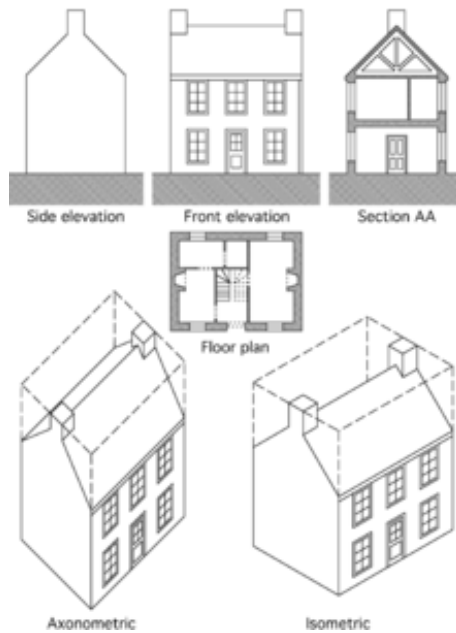 Side elevation
Front elevation
Section AA
Floor plan
Axonometric
Isometric